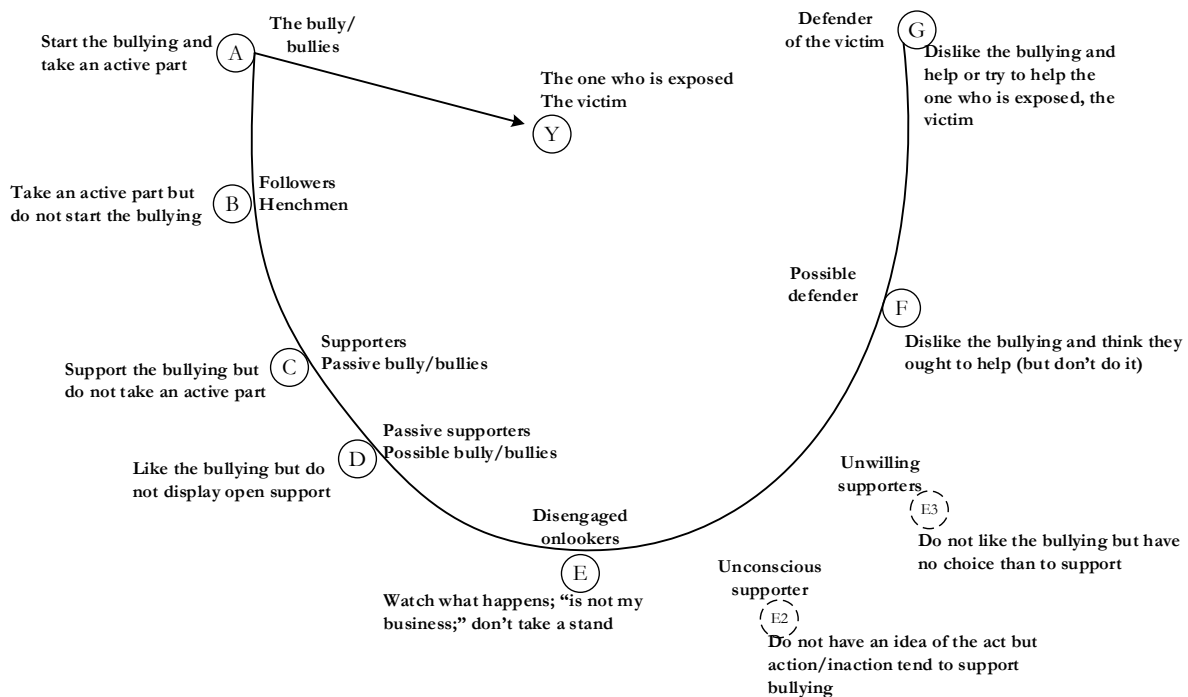 Start the bullying and
take an active part
A
The bully/
bullies
The one who is exposed
The victim
Y
Defender
of the victim
G
Dislike the bullying and
help or try to help the
one who is exposed, the
victim
Take an active part but
do not start the bullying
B
Followers
Henchmen
Possible
defender
F
Dislike the bullying and think they
ought to help (but don't do it)
Support the bullying but
do not take an active part
C
Supporters
Passive bully/bullies
Like the bullying but do
not display open support
D
Passive supporters
Possible bully/bullies
Unwilling
supporters
E3
Do not like the bullying but have
no choice than to support
Disengaged
onlookers
E
Watch what happens; “is not my
business;” don't take a stand
Unconscious
supporter
E2
Do not have an idea of the act but
action/inaction tend to support
bullying